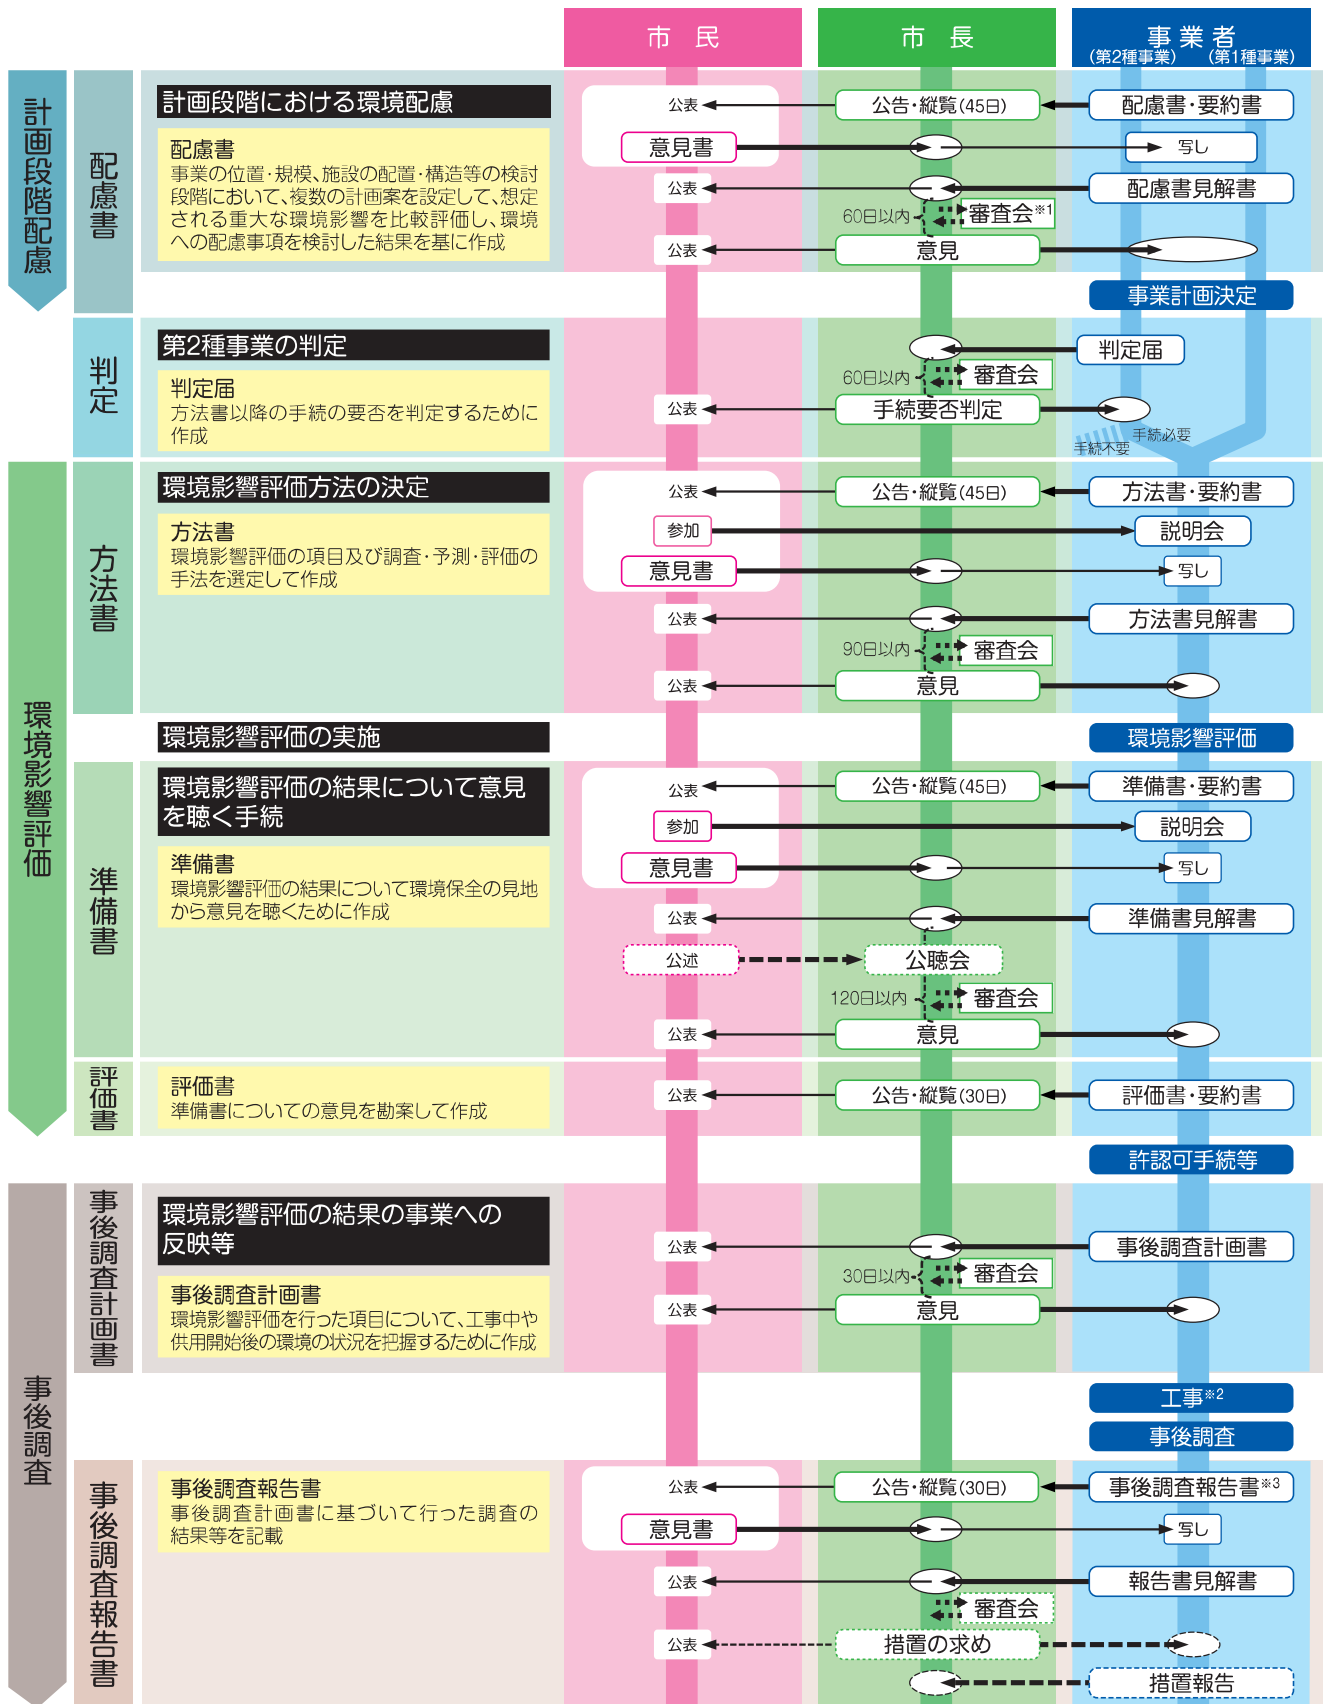 市　民
市　長
事業者
(第2種事業)
(第1種事業)
計画段階配慮
配慮書
計画段階における環境配慮
公表
公告・縦覧(45日)
配慮書・要約書
配慮書
事業の位置・規模、施設の配置・構造等の検討
段階において、複数の計画案を設定して、想定
される重大な環境影響を比較評価し、環境
への配慮事項を検討した結果を基に作成
意見書
写し
公表
配慮書見解書
60日以内
審査会※1
公表
意見
事業計画決定
判定
第2種事業の判定
判定届
判定届
方法書以降の手続の要否を判定するために
作成
60日以内
審査会
公表
手続要否判定
手続必要
手続不要
環境影響評価
方法書
環境影響評価方法の決定
公表
公告・縦覧(45日)
方法書・要約書
方法書
環境影響評価の項目及び調査・予測・評価の
手法を選定して作成
参加
説明会
意見書
写し
公表
方法書見解書
90日以内
審査会
公表
意見
環境影響評価の実施
環境影響評価
準備書
環境影響評価の結果について意見
を聴く手続
公表
公告・縦覧(45日)
準備書・要約書
参加
説明会
準備書
環境影響評価の結果について環境保全の見地
から意見を聴くために作成
意見書
写し
公表
準備書見解書
公述
公聴会
120日以内
審査会
公表
意見
評価書
評価書
準備書についての意見を勘案して作成
公表
公告・縦覧(30日)
評価書・要約書
許認可手続等
事後調査
事後調査計画書
環境影響評価の結果の事業への
反映等
公表
事後調査計画書
事後調査計画書
環境影響評価を行った項目について、工事中や
供用開始後の環境の状況を把握するために作成
30日以内
審査会
公表
意見
工事※2
事後調査
事後調査報告書
事後調査報告書
事後調査計画書に基づいて行った調査の
結果等を記載
公表
公告・縦覧(30日)
事後調査報告書※3
意見書
写し
公表
報告書見解書
審査会
公表
措置の求め
措置報告